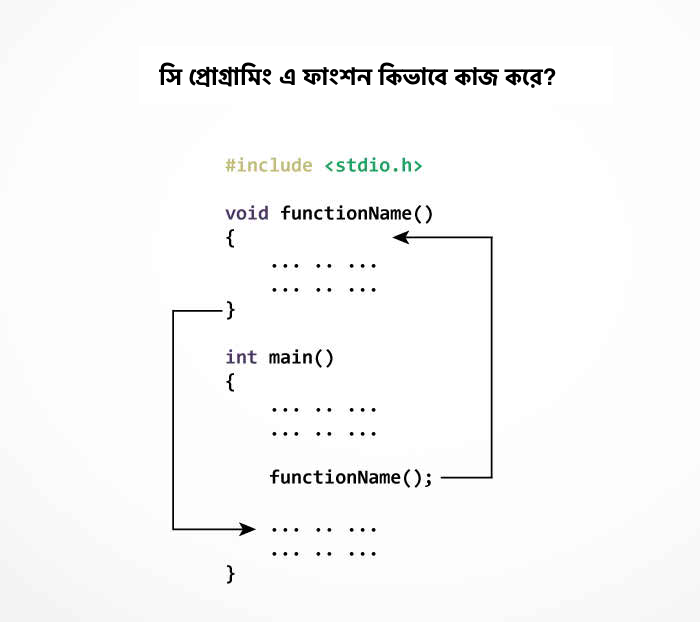 সি প্রোগ্রামিং এ ফাংশন কিভাবে কাজ করে?
#include <stdio.h>
void functionName()
{
... .. ...
... .. ...
}
int main()
{
... .. ...
... .. ...
functionName();
... .. ...
... .. ...
}